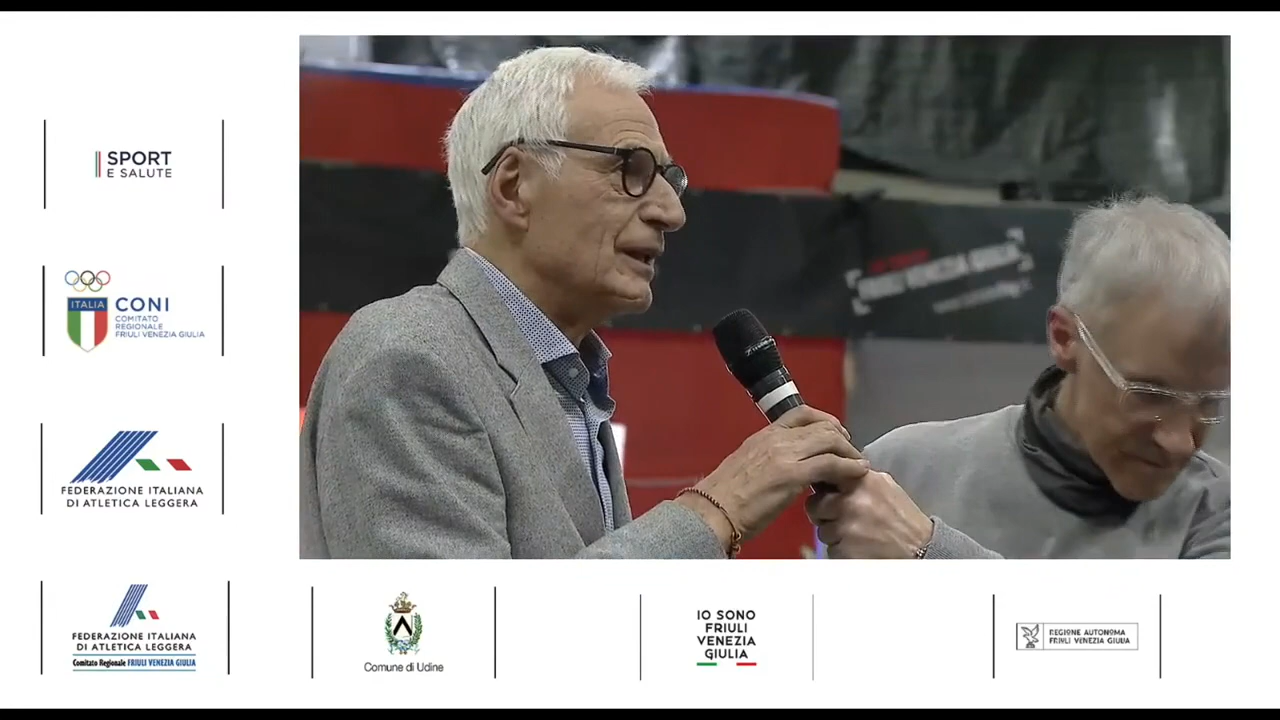 SPORT
E SALUTE
ITALIA
CONI
COMITATO
REGIONALE
FRIULI VENEZIA GIULIA
FEDERAZIONE ITALIANA
DI ATLETICA LEGGERA
FEDERAZIONE ITALIANA
DI ATLETICA LEGGERA
Comitato Regionale FRIULI VENEZIA GIULIA
Comune di Udine
IO SONO
FRIULI
VENEZIA
GIULIA
REGIONE AUTONOMA
FRIULI VENEZIA GIULIA
FRIULI VENEZIA GIULIA